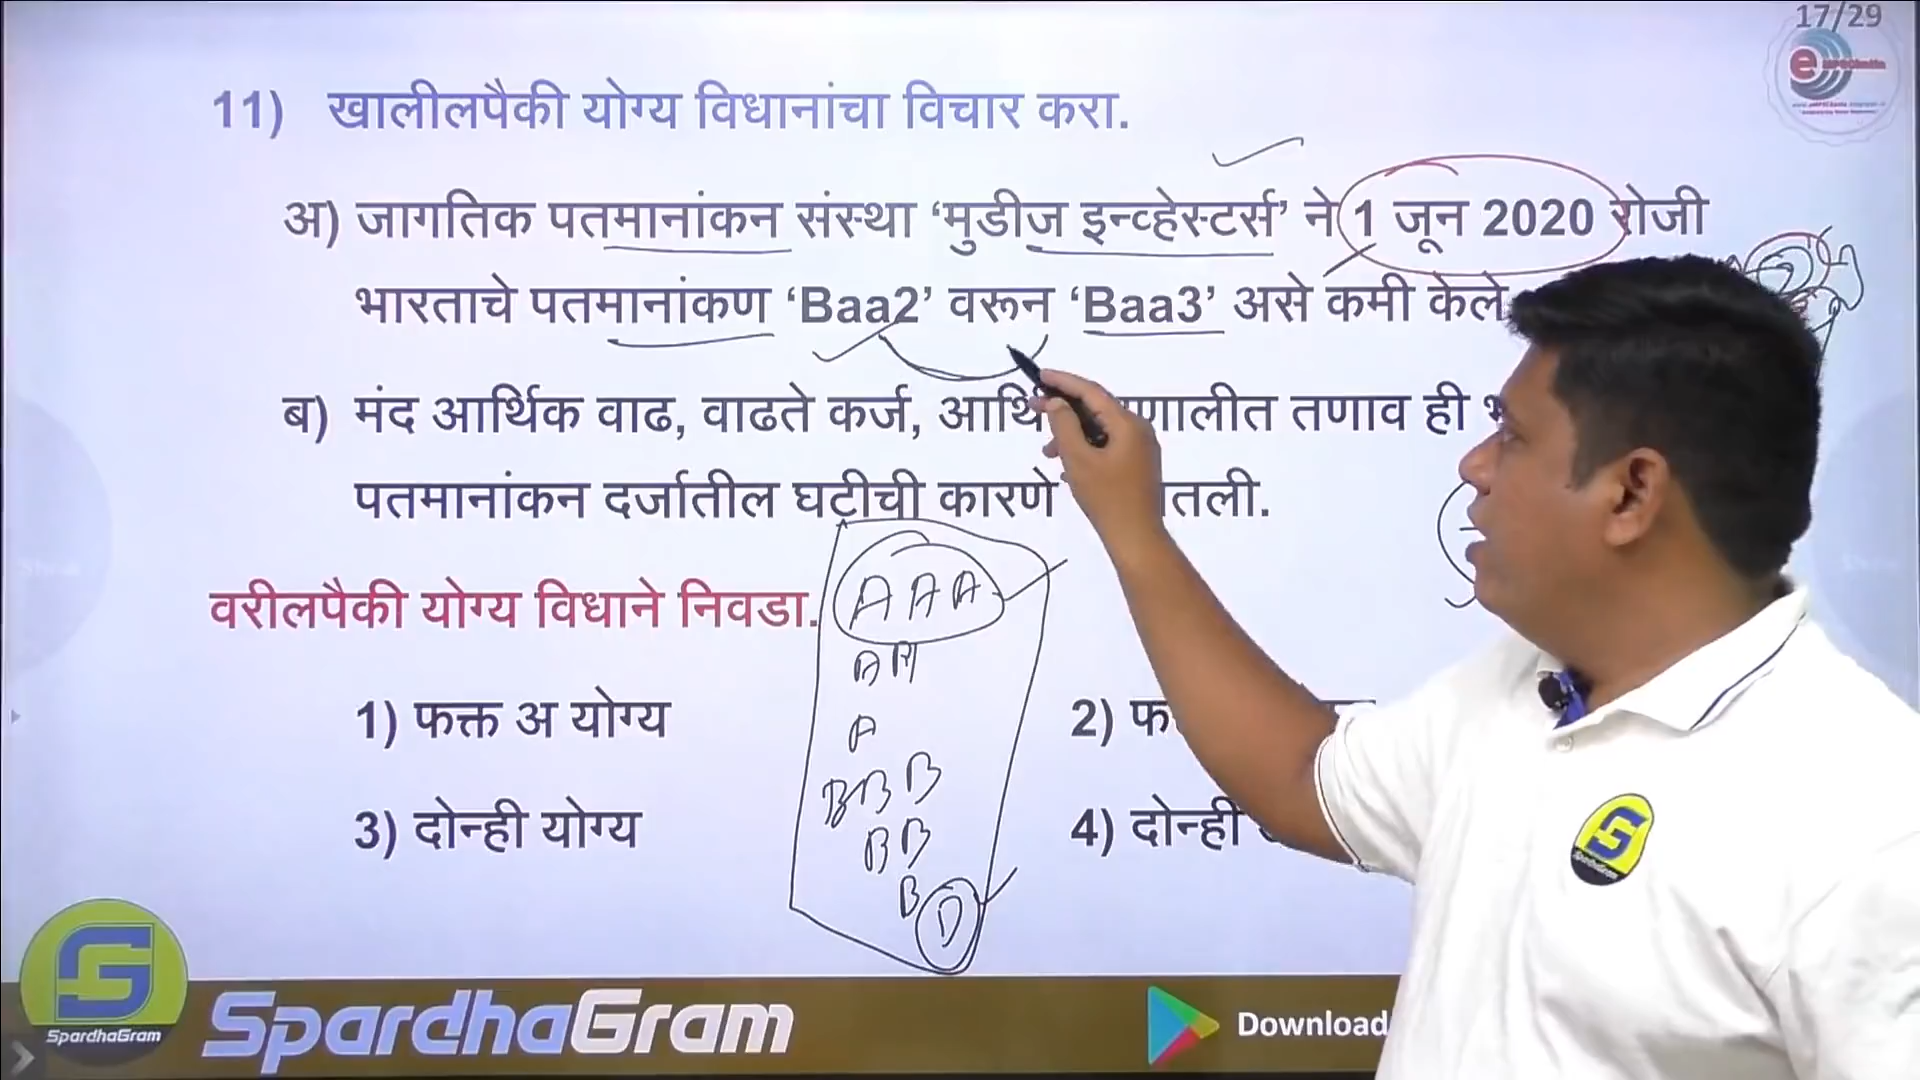 17/29
11) खालीलपैकी योग्य विधानांचा विचार करा.
अ) जागतिक पतमानांकन संस्था ‘मुडीज इन्व्हेस्टर्स’ ने 1 जून 2020 रोजी
भारताचे पतमानांकण ‘Baa2’ वरून ‘Baa3’ असे कमी केले
ब) मंद आर्थिक वाढ, वाढते कर्ज, तणाव ही
पतमानांकन दर्जातील घटीची कारणे
वरीलपैकी योग्य विधाने निवडा.
AAA
AA
A
BBB
BB
B
D
1) फक्त अ योग्य
2)
3) दोन्ही योग्य
4) दोन्ही
SpardhaGram
SpardhaGram
Download
SpardhaGram